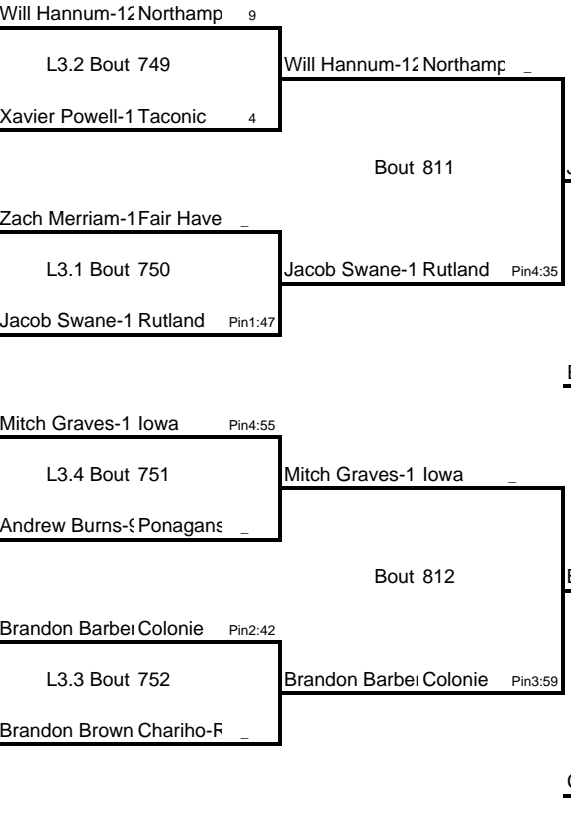 Will Hannum-12 Northamp 9
L3.2 Bout 749
Will Hannum-12 Northamp _
Xavier Powell-1 Taconic 4
Bout 811
Zach Merriam-1 Fair Have _
L3.1 Bout 750
Jacob Swane-1 Rutland Pin4:35
Jacob Swane-1 Rutland Pin1:47
Mitch Graves-1 Iowa Pin4:55
L3.4 Bout 751
Mitch Graves-1 Iowa _
Andrew Burns-9 Ponagans _
Bout 812
Brandon Barber Colonie Pin2:42
L3.3 Bout 752
Brandon Barber Colonie Pin3:59
Brandon Brown Chariho-R _